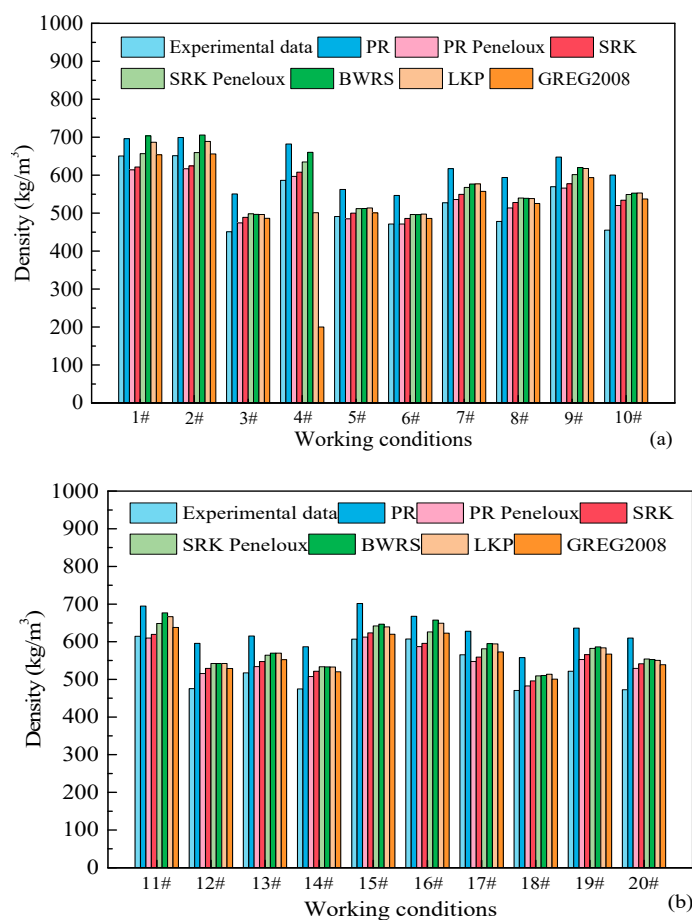 1000
900
800
700
600
500
400
300
200
100
0
Density (kg/m³)
Experimental data PR PR Peneloux SRK
SRK Peneloux BWRS LKP GREG2008
1# 2# 3# 4# 5# 6# 7# 8# 9# 10#
Working conditions
(a)
1000
900
800
700
600
500
400
300
200
100
0
Density (kg/m³)
Experimental data PR PR Peneloux SRK
SRK Peneloux BWRS LKP GREG2008
11# 12# 13# 14# 15# 16# 17# 18# 19# 20#
Working conditions
(b)